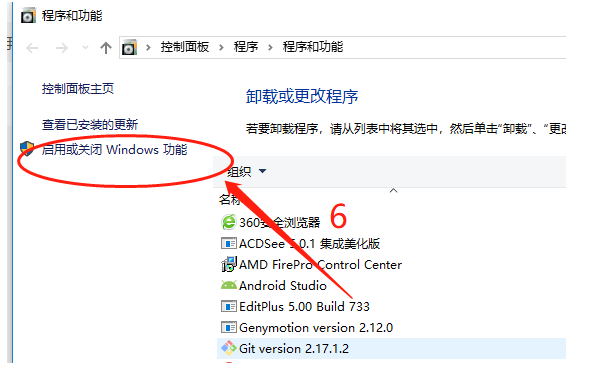 程序和功能
控制面板 程序 程序和功能
控制面板主页
卸载或更改程序
查看已安装的更新
若要卸载程序，请从列表中将其选中，然后单击“卸载”、“更改
启用或关闭 Windows 功能
组织
名称
6
360安全浏览器
ACDSee 5.0.1 集成美化版
AMD FirePro Control Center
Android Studio
EditPlus 5.00 Build 733
Genymotion version 2.12.0
Git version 2.17.1.2